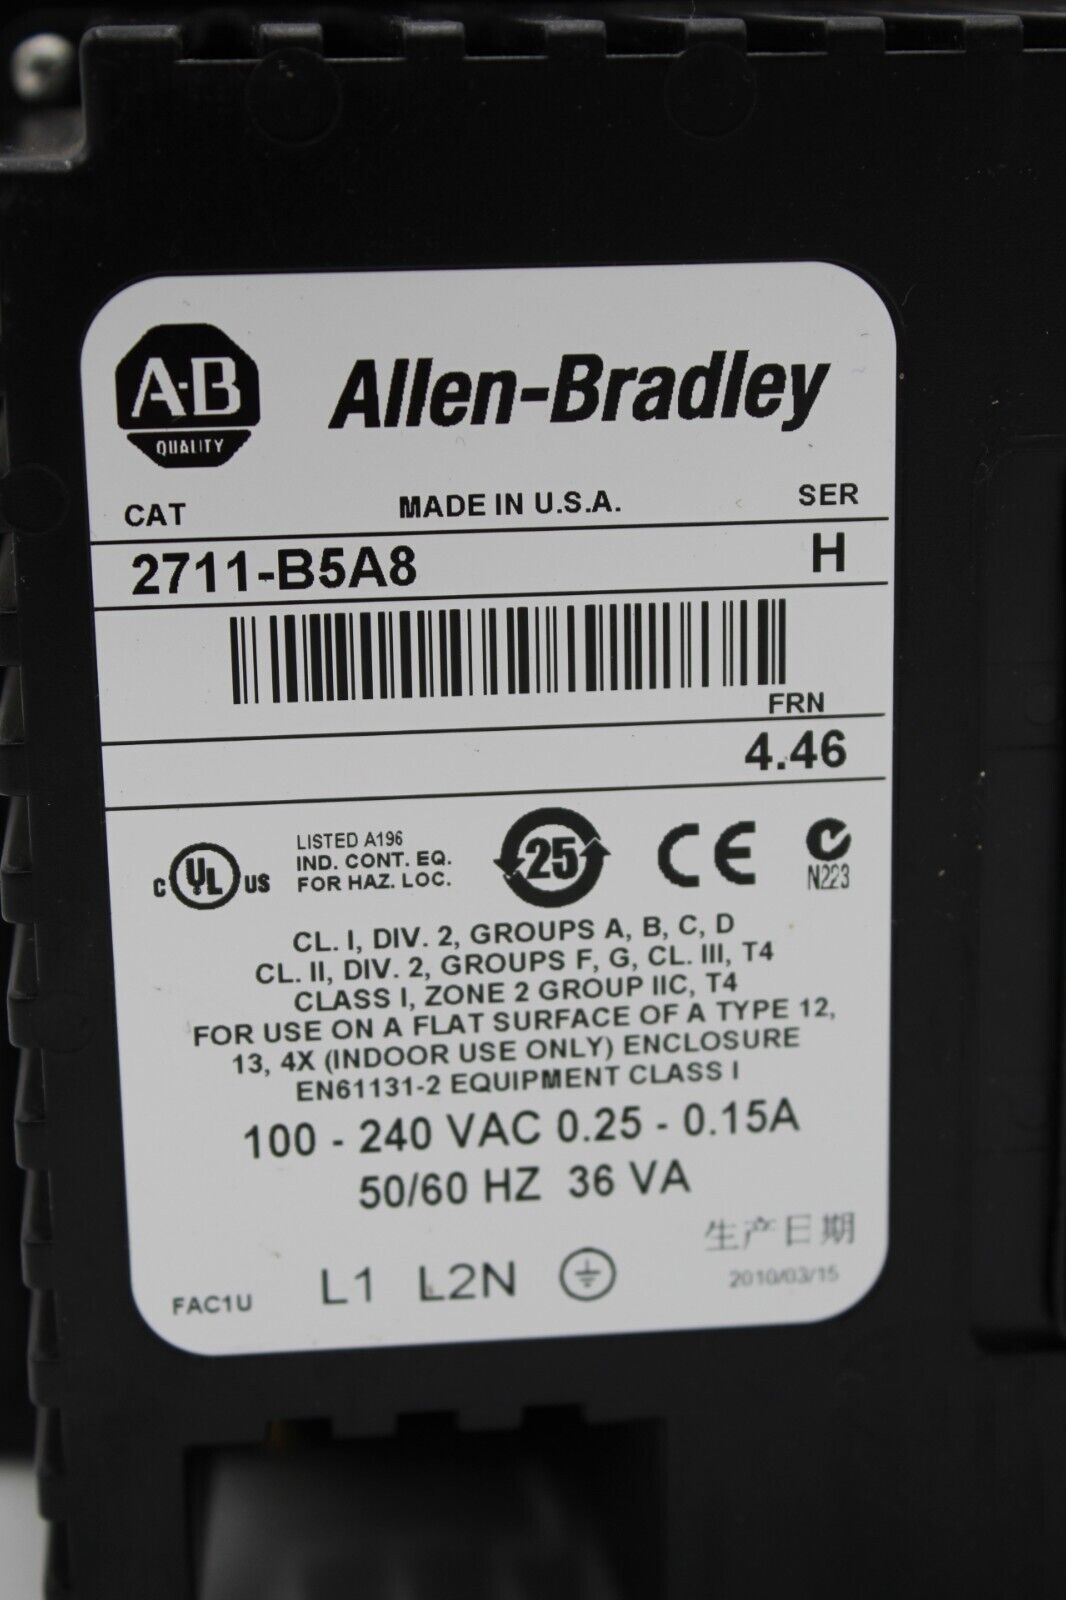 A-B
QUALITY
Allen-Bradley
CAT MADE IN U.S.A. SER
2711-B5A8 H
FRN
4.46
C UL US
LISTED A196
IND. CONT. EQ.
FOR HAZ. LOC.
25
CE
N223
CL. I, DIV. 2, GROUPS A, B, C, D
CL. II, DIV. 2, GROUPS F, G, CL. III, T4
CLASS I, ZONE 2 GROUP IIC, T4
FOR USE ON A FLAT SURFACE OF A TYPE 12,
13, 4X (INDOOR USE ONLY) ENCLOSURE
EN61131-2 EQUIPMENT CLASS I
100 - 240 VAC 0.25 - 0.15A
50/60 HZ 36 VA
生产日期
2010/03/15
FAC1U L1 L2N